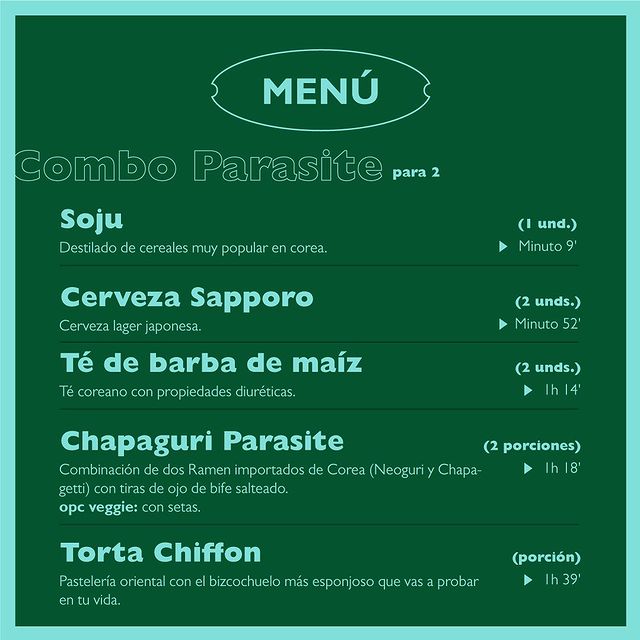 MENÚ
Combo Parasite para 2
Soju (1 und.)
Destilado de cereales muy popular en corea. Minuto 9'
Cerveza Sapporo (2 unds.)
Cerveza lager japonesa. Minuto 52'
Té de barba de maíz (2 unds.)
Té coreano con propiedades diuréticas. 1h 14'
Chapaguri Parasite (2 porciones)
Combinación de dos Ramen importados de Corea (Neoguri y Chapa- 1h 18'
getti) con tiras de ojo de bife salteado.
opc veggie: con setas.
Torta Chiffon (porción)
Pastelería oriental con el bizcochuelo más esponjoso que vas a probar 1h 39'
en tu vida.